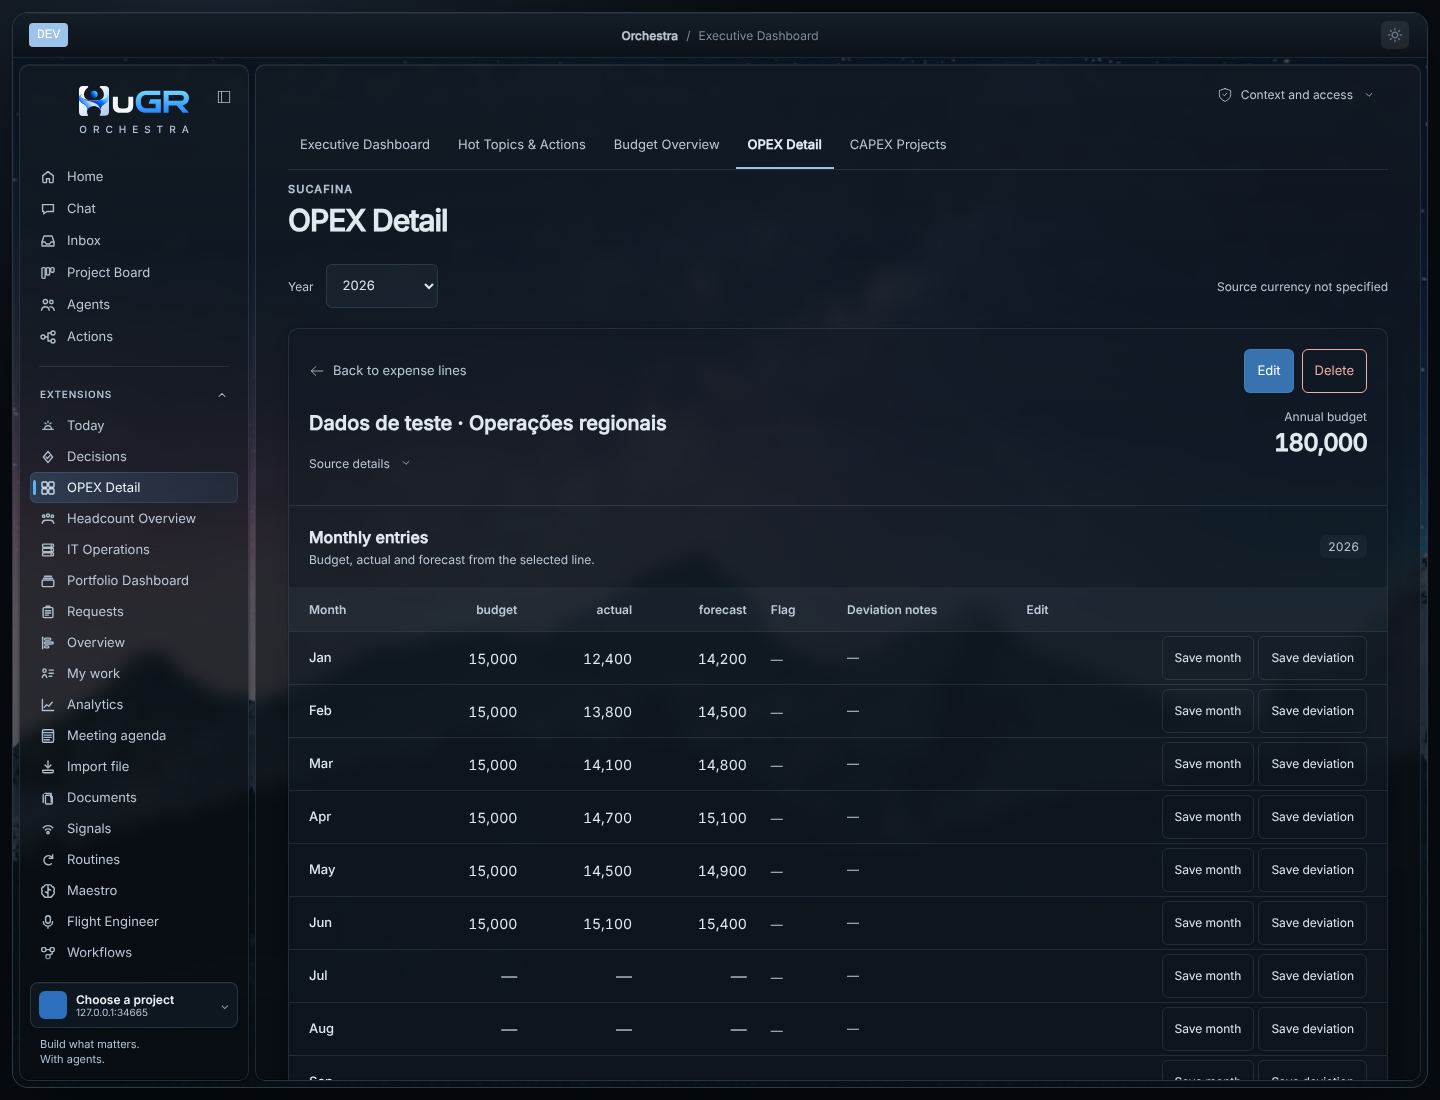 DEV
Orchestra / Executive Dashboard
HuGR
ORCHESTRA
Home
Chat
Inbox
Project Board
Agents
Actions
EXTENSIONS
Today
Decisions
OPEX Detail
Headcount Overview
IT Operations
Portfolio Dashboard
Requests
Overview
My work
Analytics
Meeting agenda
Import file
Documents
Signals
Routines
Maestro
Flight Engineer
Workflows
Choose a project
127.0.0.1:34665
Build what matters.
With agents.
Context and access
Executive Dashboard Hot Topics & Actions Budget Overview OPEX Detail CAPEX Projects
SUCAFINA
OPEX Detail
Year 2026 Source currency not specified
Back to expense lines Edit Delete
Dados de teste · Operações regionais
Annual budget
180,000
Source details
Monthly entries
Budget, actual and forecast from the selected line.
2026
Month budget actual forecast Flag Deviation notes Edit
Jan 15,000 12,400 14,200 — — Save month Save deviation
Feb 15,000 13,800 14,500 — — Save month Save deviation
Mar 15,000 14,100 14,800 — — Save month Save deviation
Apr 15,000 14,700 15,100 — — Save month Save deviation
May 15,000 14,500 14,900 — — Save month Save deviation
Jun 15,000 15,100 15,400 — — Save month Save deviation
Jul — — — — — Save month Save deviation
Aug — — — — — Save month Save deviation
Sep Save month Save deviation